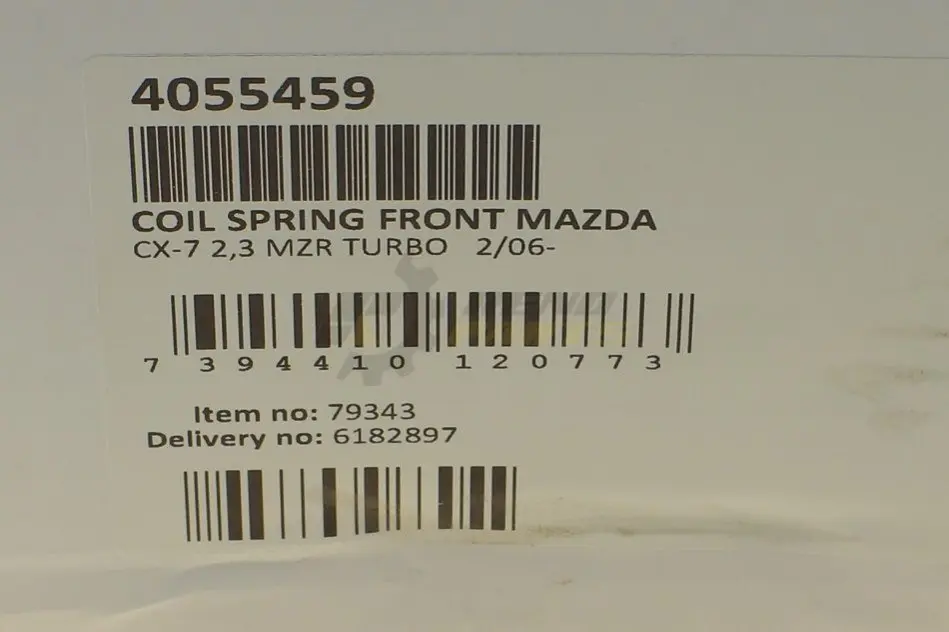 4055459
COIL SPRING FRONT MAZDA
CX-7 2,3 MZR TURBO 2/06-
7 394410 120773
Item no: 79343
Delivery no: 6182897